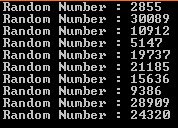 Random Number : 2855
Random Number : 30089
Random Number : 10912
Random Number : 5147
Random Number : 19737
Random Number : 21185
Random Number : 15636
Random Number : 9386
Random Number : 28909
Random Number : 24320